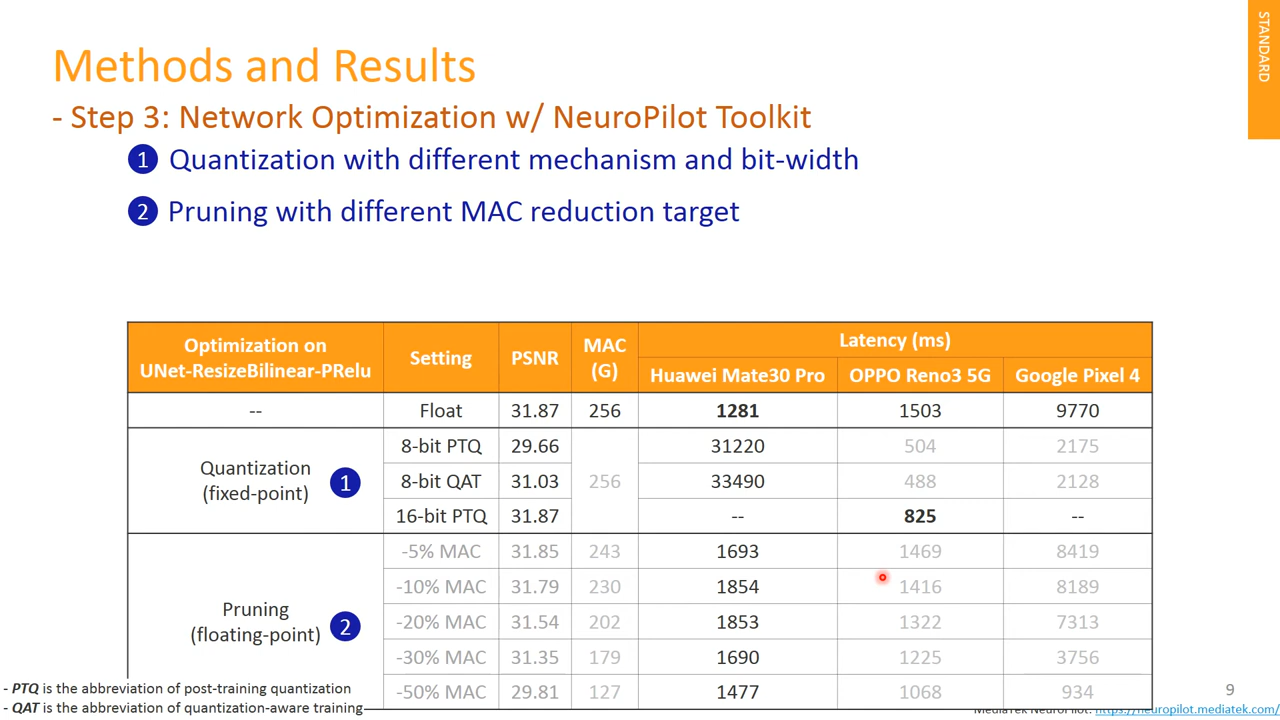 STANDARD
Methods and Results
- Step 3: Network Optimization w/ NeuroPilot Toolkit
1 Quantization with different mechanism and bit-width
2 Pruning with different MAC reduction target
Optimization on UNet-ResizeBilinear-PRelu Setting PSNR MAC (G) Latency (ms)
Huawei Mate30 Pro OPPO Reno3 5G Google Pixel 4
-- Float 31.87 256 1281 1503 9770
Quantization (fixed-point) 1 8-bit PTQ 29.66 256 31220 504 2175
8-bit QAT 31.03 33490 488 2128
16-bit PTQ 31.87 -- 825 --
Pruning (floating-point) 2 -5% MAC 31.85 243 1693 1469 8419
-10% MAC 31.79 230 1854 1416 8189
-20% MAC 31.54 202 1853 1322 7313
-30% MAC 31.35 179 1690 1225 3756
-50% MAC 29.81 127 1477 1068 934
- PTQ is the abbreviation of post-training quantization
- QAT is the abbreviation of quantization-aware training
9
MediaTek NeuroPilot: https://neuropilot.mediatek.com/